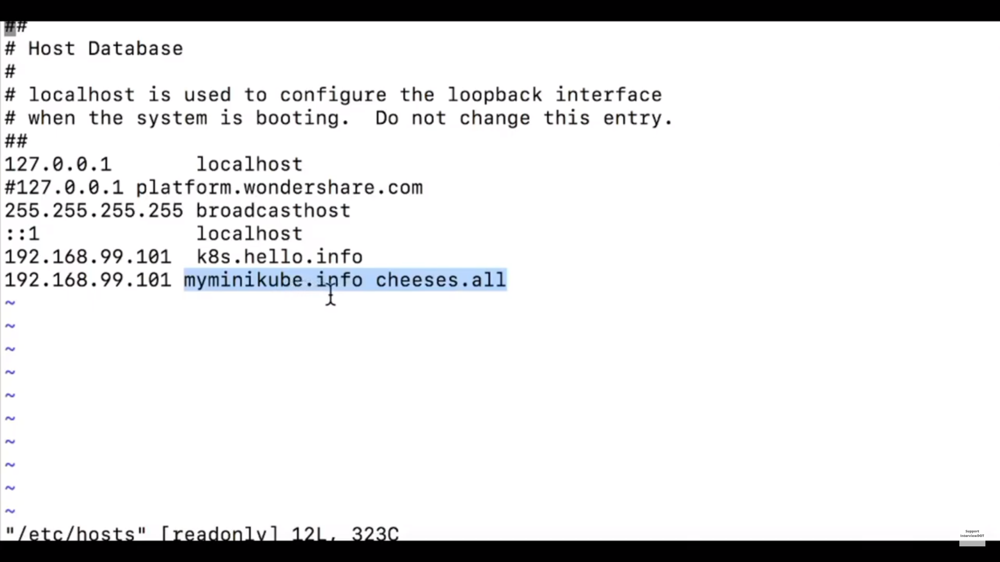 ##
# Host Database
#
# localhost is used to configure the loopback interface
# when the system is booting.  Do not change this entry.
##
127.0.0.1       localhost
#127.0.0.1 platform.wondershare.com
255.255.255.255 broadcasthost
::1             localhost
192.168.99.101  k8s.hello.info
192.168.99.101 myminikube.info cheeses.all
~
~
~
~
~
~
~
~
~
~
"/etc/hosts" [readonly] 12L, 323C
Support
InterviewDOT